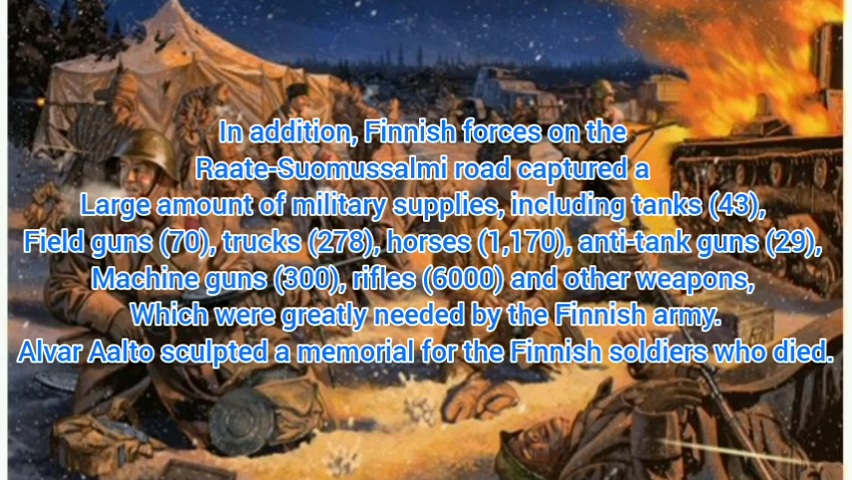 In addition, Finnish forces on the
Raate-Suomussalmi road captured a
Large amount of military supplies, including tanks (43),
Field guns (70), trucks (278), horses (1,170), anti-tank guns (29),
Machine guns (300), rifles (6000) and other weapons,
Which were greatly needed by the Finnish army.
Alvar Aalto sculpted a memorial for the Finnish soldiers who died.